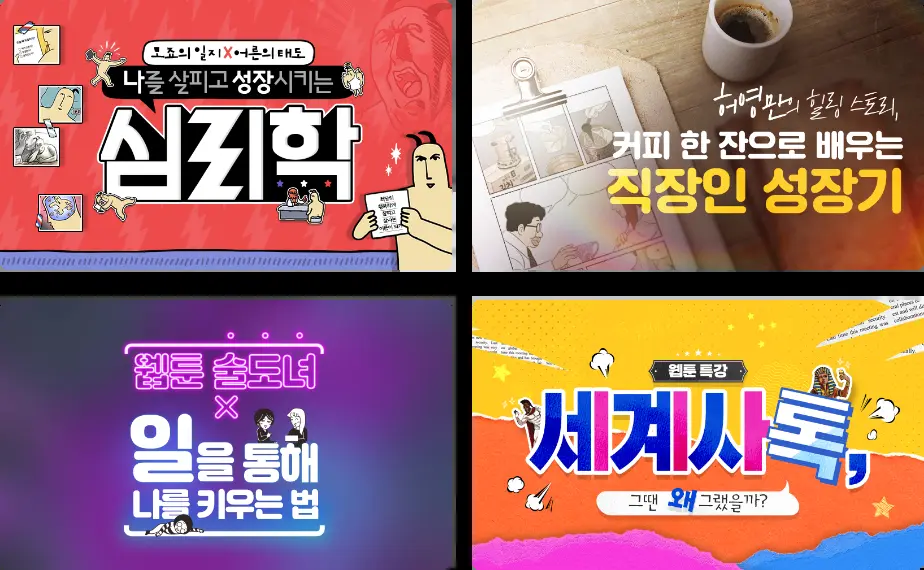 모죠의 일지X어른의 태도
나를 살피고 성장시키는
심리학
허영만의 힐링 스토리,
커피 한 잔으로 배우는
직장인 성장기
웹툰 술도녀
X
일을 통해
나를 키우는 법
웹툰 특강
세계사톡,
그땐 왜 그랬을까?